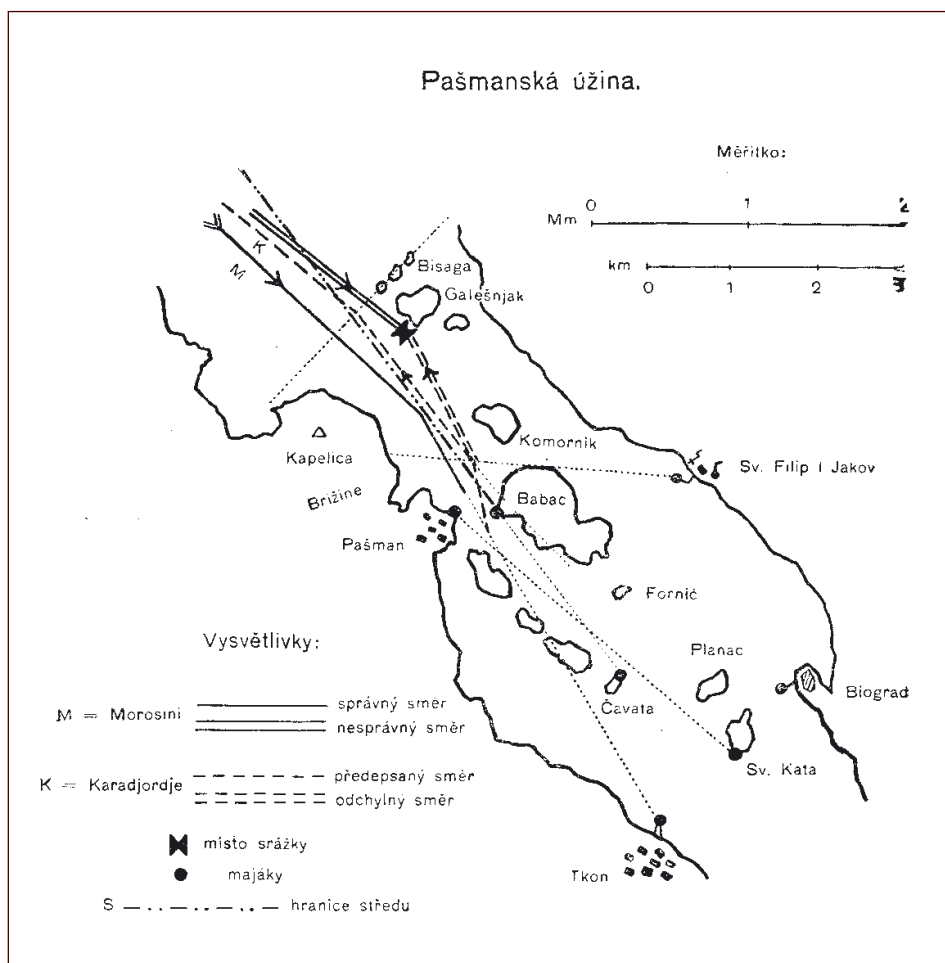 Pašmanská úžina.
Měřítko:
0 1 2
Mm
km
0 1 2 3
K
M
Bisaga
Galešnjak
Komornik
Kapelica
Sv. Filip i Jakov
Brižine
Babac
Pašman
Fornić
Planac
Biograd
Čavata
Sv. Kata
Tkon
Vysvětlivky:
M = Morosini správný směr
nesprávný směr
K = Karadjordje předepsaný směr
odchylný směr
místo srážky
majáky
S hranice středu